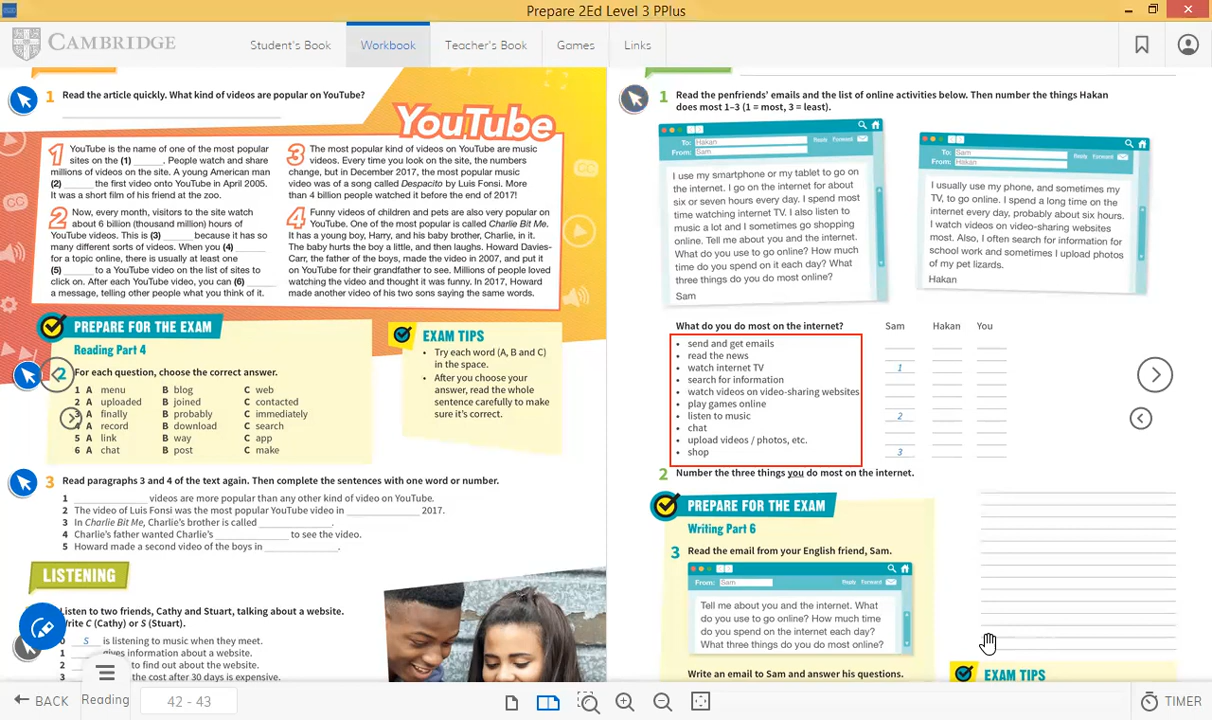 Prepare 2Ed Level 3 PPlus
CAMBRIDGE
Student's Book
Workbook
Teacher's Book
Games
Links
1 Read the article quickly. What kind of videos are popular on YouTube?
YouTube
1 YouTube is the name of one of the most popular
sites on the (1) ______. People watch and share
millions of videos on the site. A young American man
(2) ______ the first video onto YouTube in April 2005.
It was a short film of his friend at the zoo.
2 Now, every month, visitors to the site watch
about 6 billion (thousand million) hours of
YouTube videos. This is (3) ______ because it has so
many different sorts of videos. When you (4) ______
for a topic online, there is usually at least one
(5) ______ to a YouTube video on the list of sites to
click on. After each YouTube video, you can (6) ______
a message, telling other people what you think of it.
3 The most popular kind of videos on YouTube are music
videos. Every time you look on the site, the numbers
change, but in December 2017, the most popular
music video was of a song called Despacito by Luis Fonsi. More
than 4 billion people watched it before the end of 2017!
4 Funny videos of children and pets are also very popular on
YouTube. One of the most popular is called Charlie Bit Me.
It has a young boy, Harry, and his baby brother, Charlie, in it.
The baby hurts the boy a little, and then laughs. Howard Davies-
Carr, the father of the boys, made the video in 2007, and put it
on YouTube for their grandfather to see. Millions of people loved
watching the video and thought it was funny. In 2017, Howard
made another video of his two sons saying the same words.
PREPARE FOR THE EXAM
Reading Part 4
2 For each question, choose the correct answer.
1 A menu B blog C web
2 A uploaded B joined C contacted
3 A finally B probably C immediately
4 A record B download C search
5 A link B way C app
6 A chat B post C make
EXAM TIPS
• Try each word (A, B and C)
in the space.
• After you choose your
answer, read the whole
sentence carefully to make
sure it's correct.
3 Read paragraphs 3 and 4 of the text again. Then complete the sentences with one word or number.
1 ______ videos are more popular than any other kind of video on YouTube.
2 The video of Luis Fonsi was the most popular YouTube video in ______ 2017.
3 In Charlie Bit Me, Charlie's brother is called ______.
4 Charlie's father wanted Charlie's ______ to see the video.
5 Howard made a second video of the boys in ______.
LISTENING
Listen to two friends, Cathy and Stuart, talking about a website.
Write C (Cathy) or S (Stuart).
0 S is listening to music when they meet.
1 gives information about a website.
2 to find out about the website.
3 the cost after 30 days is expensive.
1 Read the penfriends' emails and the list of online activities below. Then number the things Hakan
does most 1–3 (1 = most, 3 = least).
To: Hakan
From: Sam
Reply Forward
I use my smartphone or my tablet to go on
the internet. I go on the internet for about
six or seven hours every day. I spend most
time watching internet TV. I also listen to
music a lot and I sometimes go shopping
online. Tell me about you and the internet.
What do you use to go online? How much
time do you spend on it each day? What
three things do you do most online?
Sam
To: Sam
From: Hakan
Reply Forward
I usually use my phone, and sometimes my
TV, to go online. I spend a long time on the
internet every day, probably about six hours.
I watch videos on video-sharing websites
most. Also, I often search for information for
school work and sometimes I upload photos
of my pet lizards.
Hakan
What do you do most on the internet? Sam Hakan You
• send and get emails
• read the news
• watch internet TV 1
• search for information
• watch videos on video-sharing websites
• play games online
• listen to music 2
• chat
• upload videos / photos, etc.
• shop 3
2 Number the three things you do most on the internet.
PREPARE FOR THE EXAM
Writing Part 6
3 Read the email from your English friend, Sam.
From: Sam
Reply Forward
Tell me about you and the internet. What
do you use to go online? How much time
do you spend on the internet each day?
What three things do you do most online?
Write an email to Sam and answer his questions.
EXAM TIPS
BACK
Reading
42 - 43
TIMER